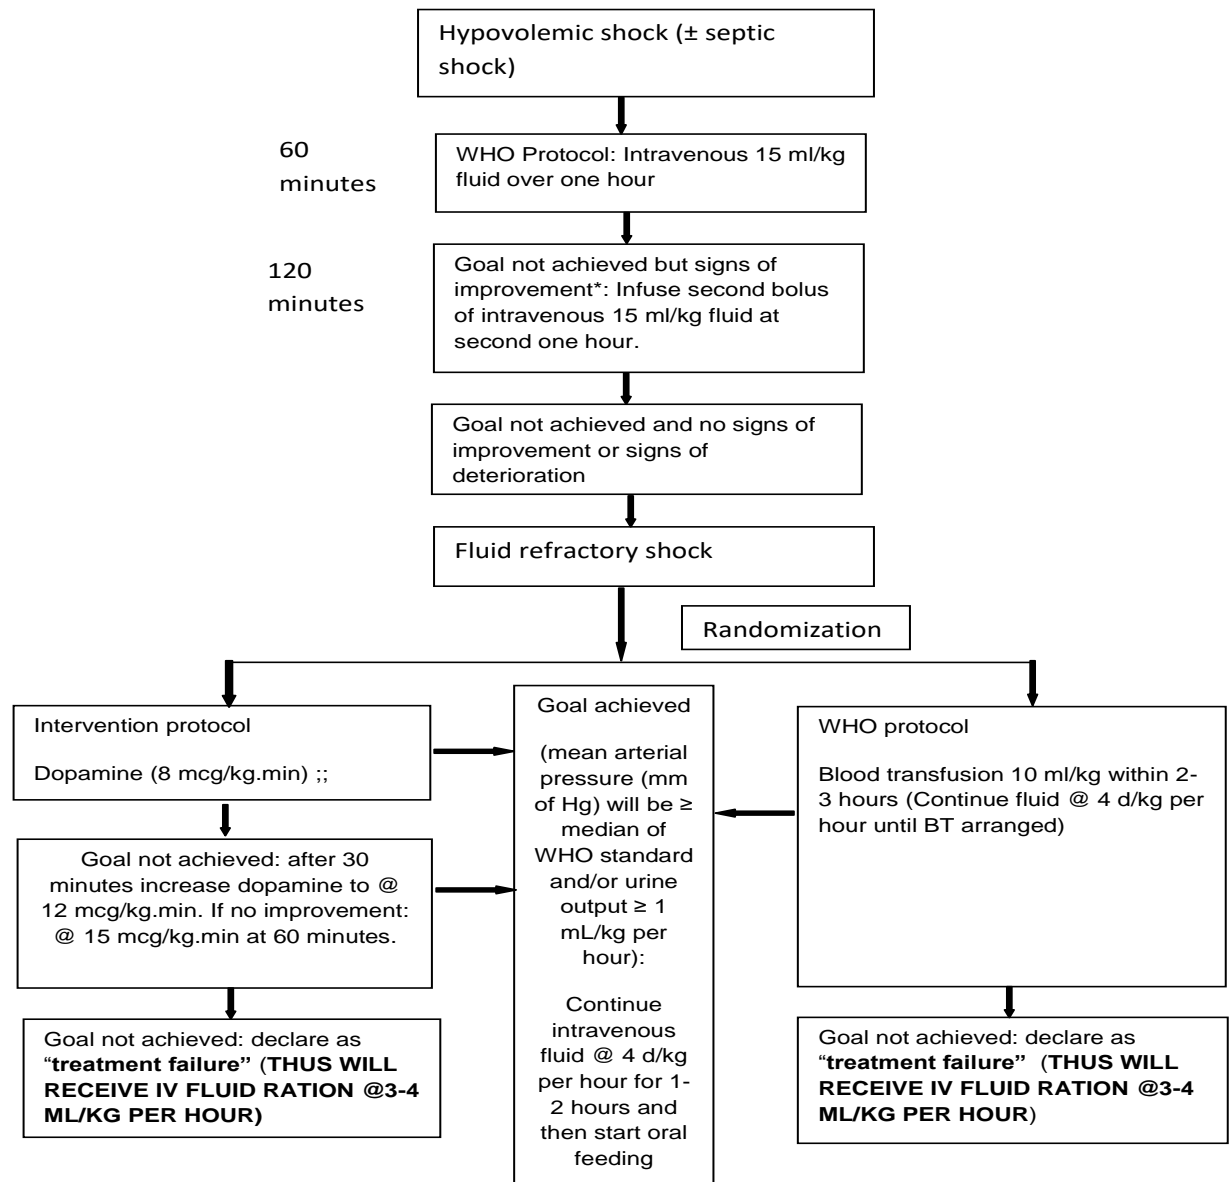 Hypovolemic shock (± septic
shock)
60
minutes
WHO Protocol: Intravenous 15 ml/kg
fluid over one hour
120
minutes
Goal not achieved but signs of
improvement*: Infuse second bolus
of intravenous 15 ml/kg fluid at
second one hour.
Goal not achieved and no signs of
improvement or signs of
deterioration
Fluid refractory shock
Randomization
Intervention protocol
Dopamine (8 mcg/kg.min) ;;
Goal not achieved: after 30
minutes increase dopamine to @
12 mcg/kg.min. If no improvement:
@ 15 mcg/kg.min at 60 minutes.
Goal not achieved: declare as
“treatment failure” (THUS WILL
RECEIVE IV FLUID RATION @3-4
ML/KG PER HOUR)
Goal achieved
(mean arterial
pressure (mm
of Hg) will be ≥
median of
WHO standard
and/or urine
output ≥ 1
mL/kg per
hour):
Continue
intravenous
fluid @ 4 d/kg
per hour for 1-
2 hours and
then start oral
feeding
WHO protocol
Blood transfusion 10 ml/kg within 2-
3 hours (Continue fluid @ 4 d/kg per
hour until BT arranged)
Goal not achieved: declare as
“treatment failure” (THUS WILL
RECEIVE IV FLUID RATION @3-4
ML/KG PER HOUR)